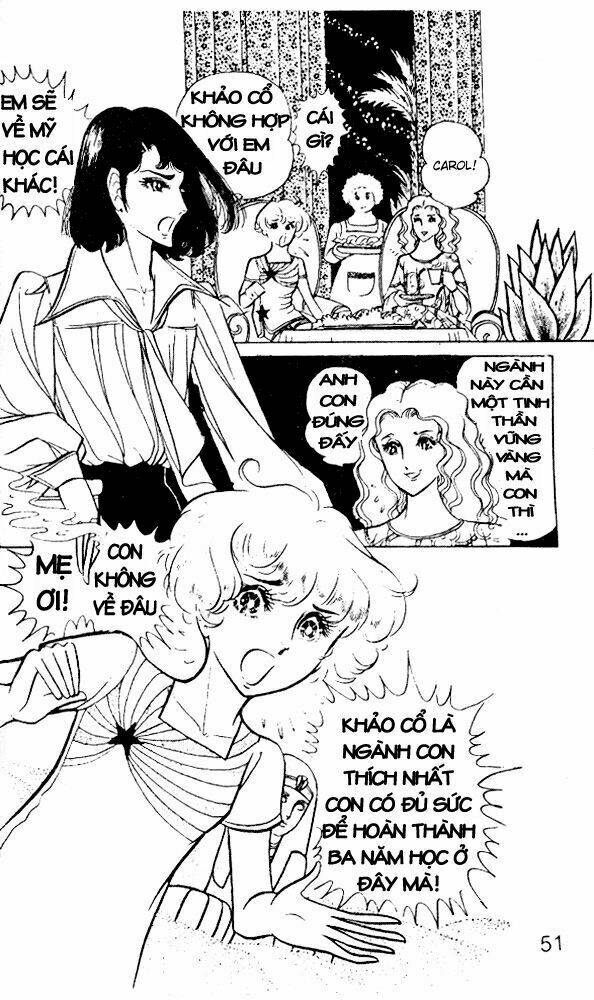 EM SẼ
VỀ MỸ
HỌC CÁI
KHÁC!
KHẢO CỔ
KHÔNG HỢP
VỚI EM
ĐÂU
CÁI
GÌ?
CAROL!
ANH
CON
ĐÚNG
ĐẤY
NGÀNH
NÀY CẦN
MỘT TINH
THẦN
VỮNG
VÀNG
MÀ
CON
THÌ
...
MẸ
ƠI!
CON
KHÔNG
VỀ ĐÂU
KHẢO CỔ LÀ
NGÀNH CON
THÍCH NHẤT
CON CÓ ĐỦ SỨC
ĐỂ HOÀN THÀNH
BA NĂM HỌC Ở
ĐÂY MÀ!
51